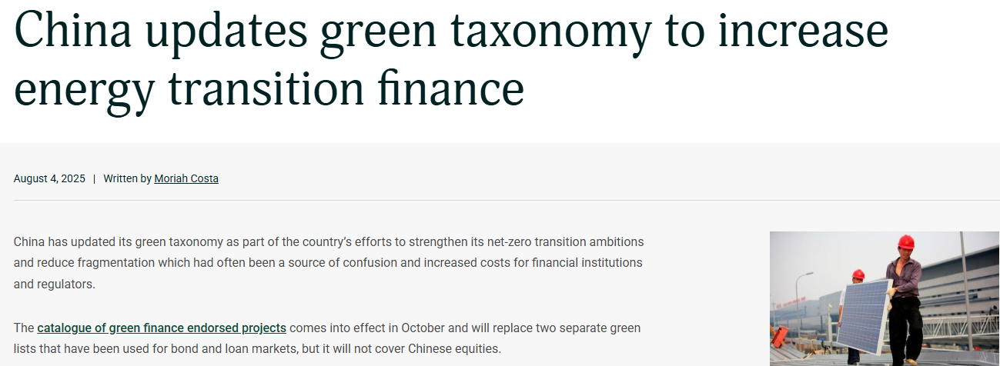 China updates green taxonomy to increase
energy transition finance
August 4, 2025 | Written by Moriah Costa
China has updated its green taxonomy as part of the country’s efforts to strengthen its net-zero transition ambitions
and reduce fragmentation which had often been a source of confusion and increased costs for financial institutions
and regulators.
The catalogue of green finance endorsed projects comes into effect in October and will replace two separate green
lists that have been used for bond and loan markets, but it will not cover Chinese equities.